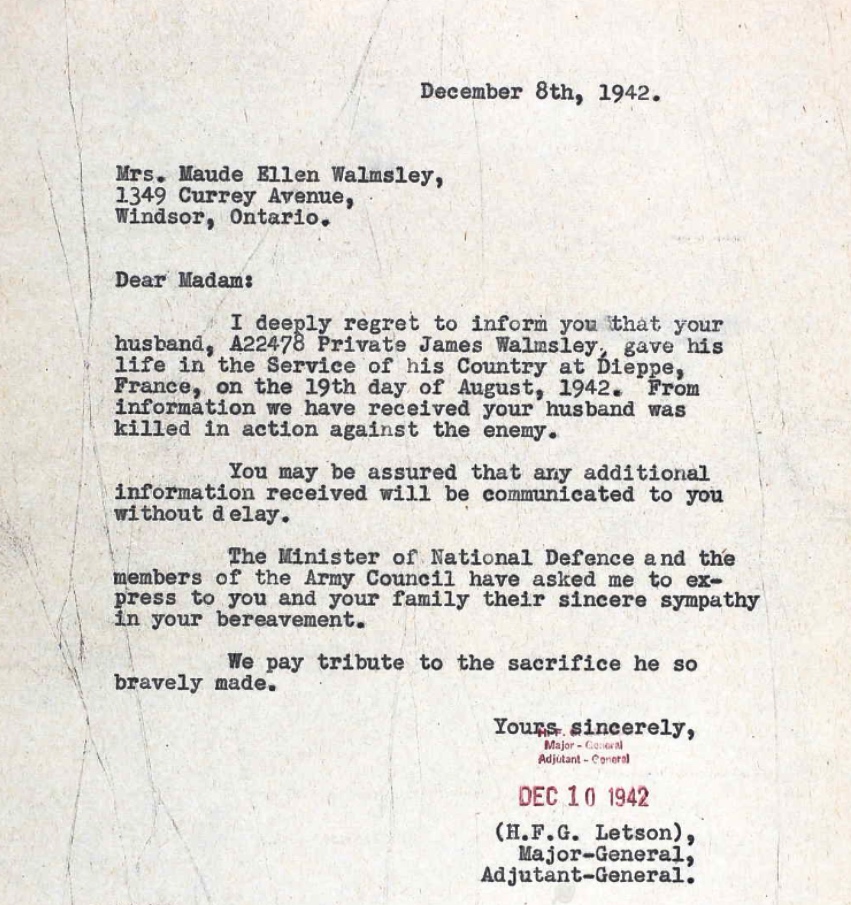 December 8th, 1942.
Mrs. Maude Ellen Walmsley,
1349 Currey Avenue,
Windsor, Ontario.
Dear Madam:
I deeply regret to inform you that your
husband, A22478 Private James Walmsley, gave his
life in the Service of his Country at Dieppe,
France, on the 19th day of August, 1942. From
information we have received your husband was
killed in action against the enemy.
You may be assured that any additional
information received will be communicated to you
without delay.
The Minister of National Defence and the
members of the Army Council have asked me to ex-
press to you and your family their sincere sympathy
in your bereavement.
We pay tribute to the sacrifice he so
bravely made.
Yours sincerely,
Major - General
Adjutant - General
DEC 10 1942
(H.F.G. Letson),
Major-General,
Adjutant-General.